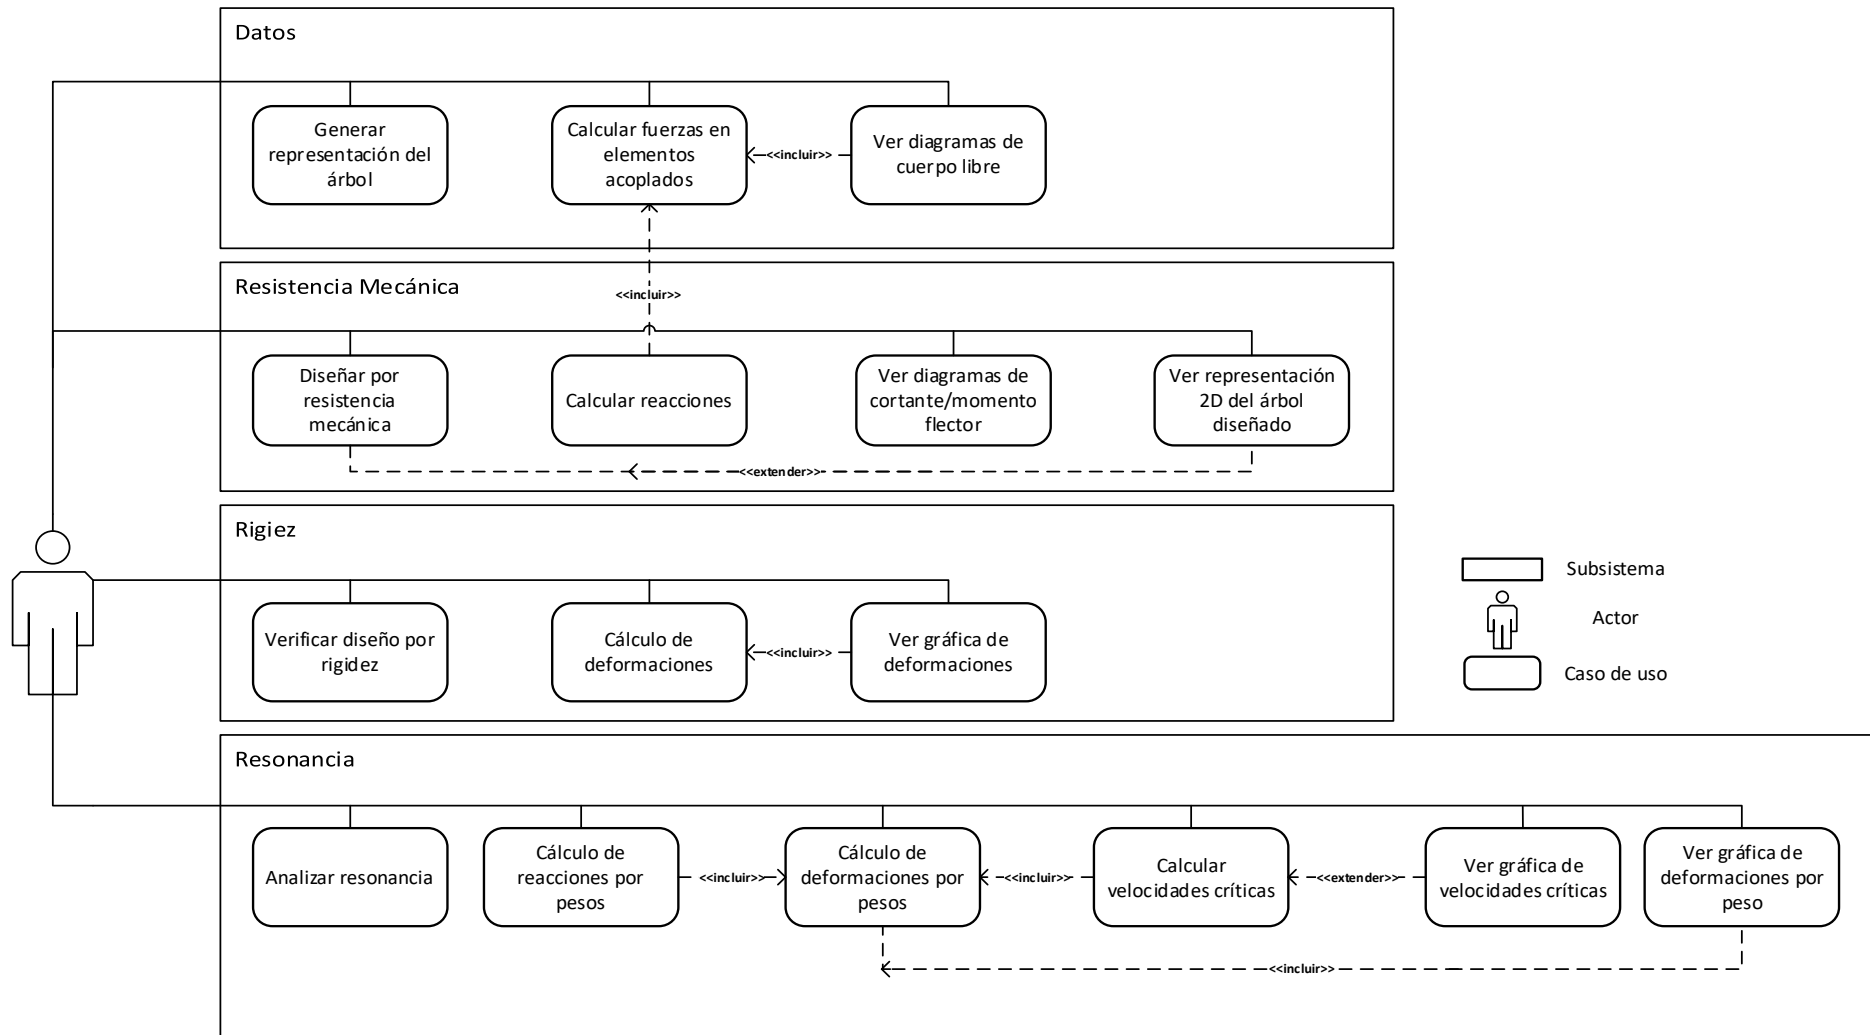 Datos
Generar
representación del
árbol
Calcular fuerzas en
elementos
acoplados
<<incluir>>
Ver diagramas de
cuerpo libre
Resistencia Mecánica
<<incluir>>
Diseñar por
resistencia
mecánica
Calcular reacciones
Ver diagramas de
cortante/momento
flector
Ver representación
2D del árbol
diseñado
<<extender>>
Rigiez
Verificar diseño por
rigidez
Cálculo de
deformaciones
<<incluir>>
Ver gráfica de
deformaciones
Subsistema
Actor
Caso de uso
Resonancia
Analizar resonancia
Cálculo de
reacciones por
pesos
<<incluir>>
Cálculo de
deformaciones por
pesos
<<incluir>>
Calcular
velocidades críticas
<<extender>>
Ver gráfica de
velocidades críticas
Ver gráfica de
deformaciones por
peso
<<incluir>>